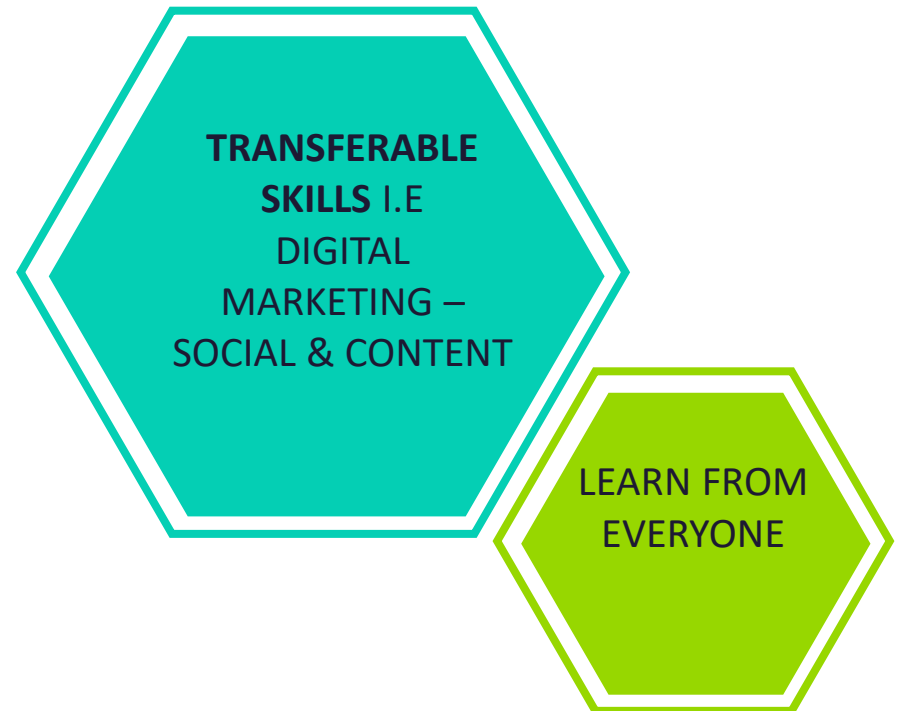 TRANSFERABLE
SKILLS I.E
DIGITAL
MARKETING –
SOCIAL & CONTENT
LEARN FROM
EVERYONE